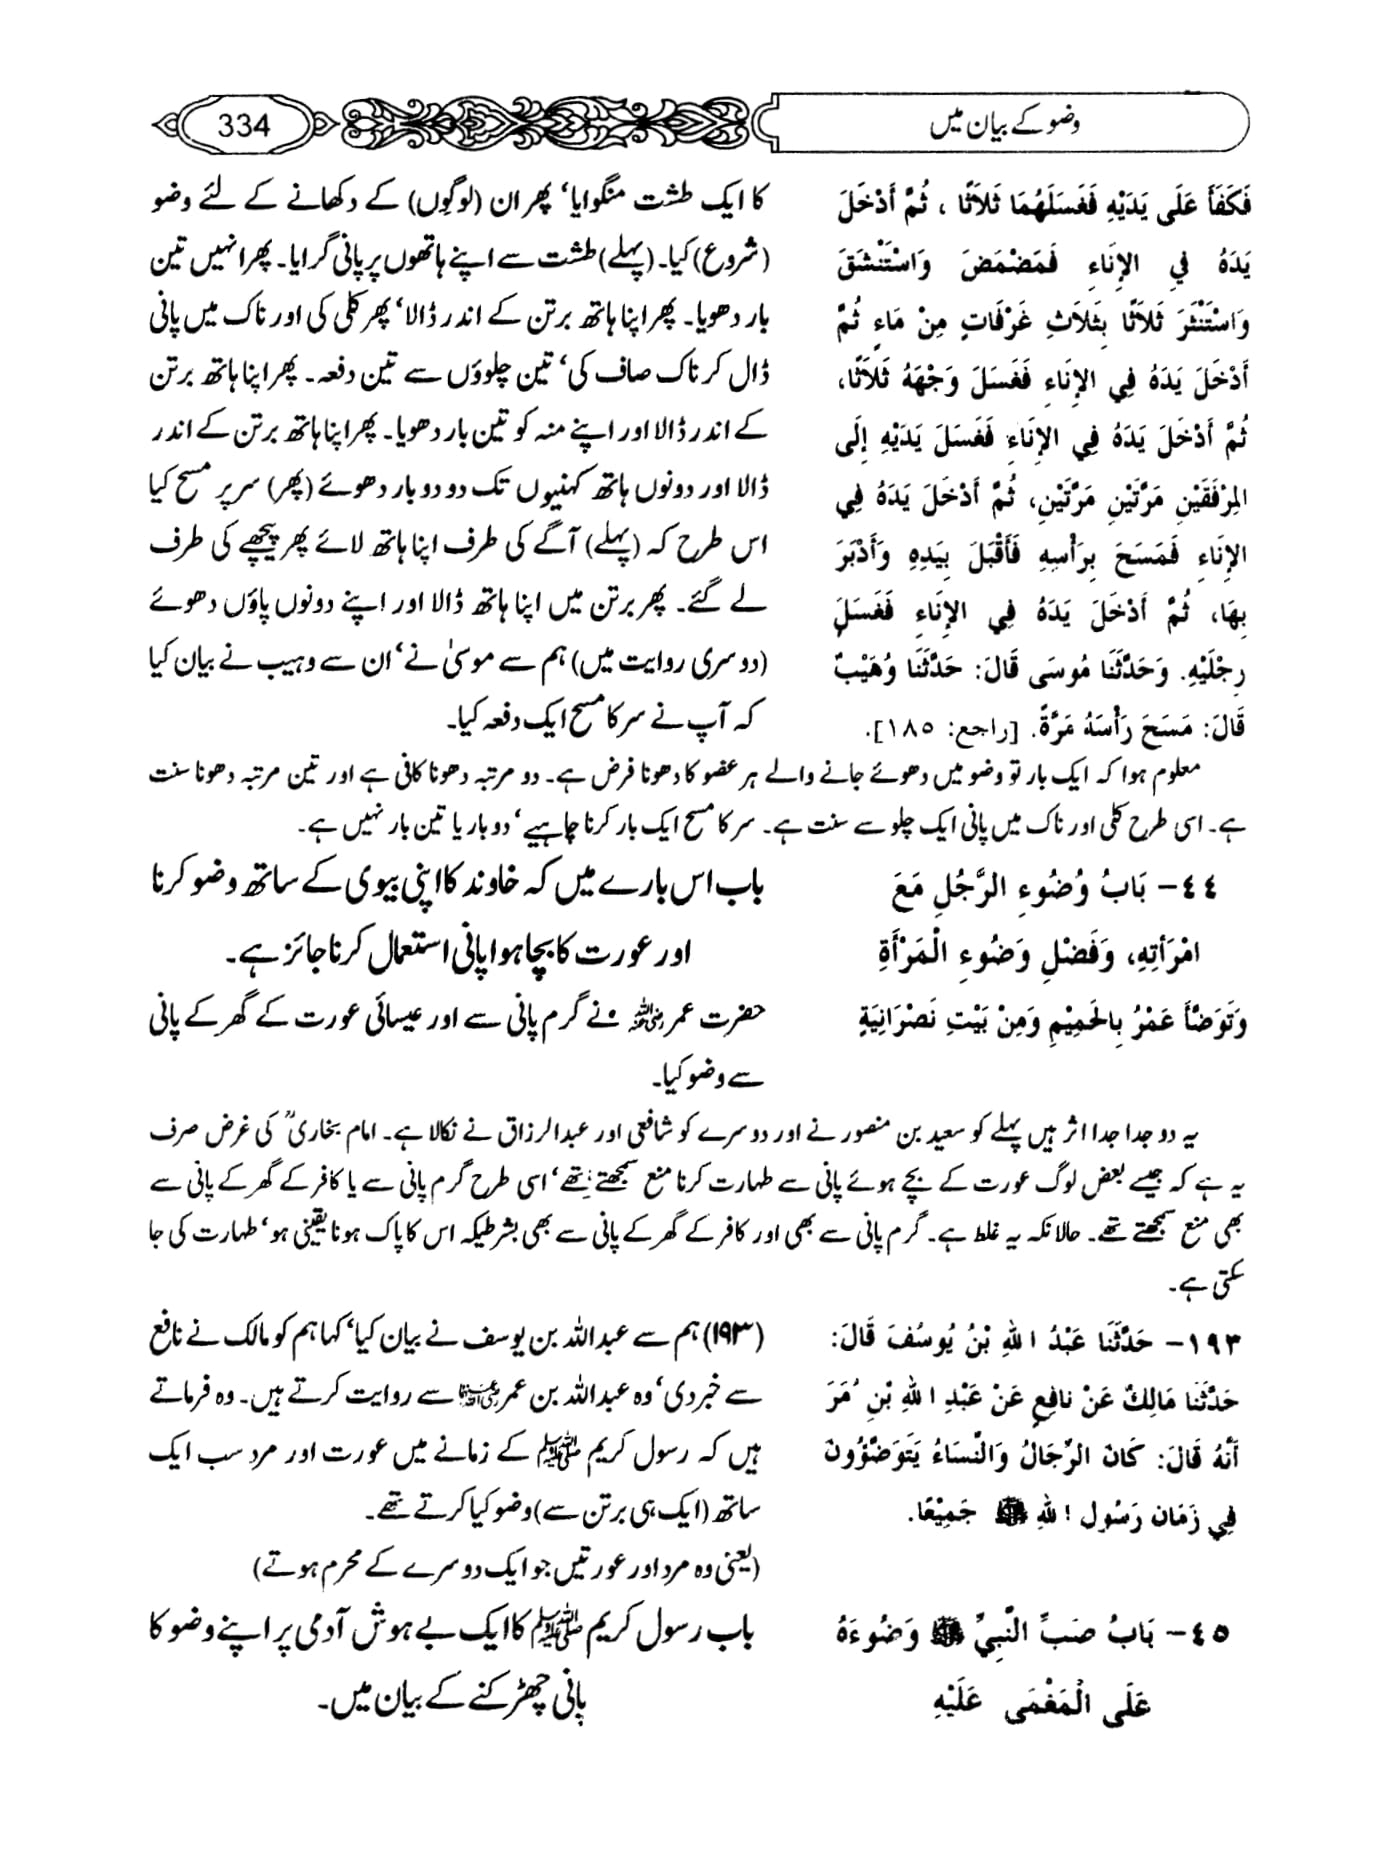 وضو کے بیان میں
334
فَكَفَأَ عَلَى يَدَيْهِ فَغَسَلَهُمَا ثَلَاثًا ، ثُمَّ أَدْخَلَ
يَدَهُ فِي الإِنَاءِ فَمَضْمَضَ وَاسْتَنْشَقَ
وَاسْتَنْثَرَ ثَلاَثًا بِثَلاَثِ غَرْفَاتٍ مِنْ مَاءٍ ثُمَّ
أَدْخَلَ يَدَهُ فِي الإِنَاءِ فَغَسَلَ وَجْهَهُ ثَلاَثًا،
ثُمَّ أَدْخَلَ يَدَهُ فِي الإِنَاءِ فَغَسَلَ يَدَيْهِ إِلَى
المِرْفَقَيْنِ مَرَّتَيْنِ مَرَّتَيْنِ، ثُمَّ أَدْخَلَ يَدَهُ فِي
الإِنَاءِ فَمَسَحَ بِرَأْسِهِ فَأَقْبَلَ بِيَدِهِ وَأَدْبَرَ
بِهَا، ثُمَّ أَدْخَلَ يَدَهُ فِي الإِنَاءِ فَغَسَلَ
رِجْلَيْهِ. وَحَدَّثَنَا مُوسَى قَالَ: حَدَّثَنَا وُهَيْبٌ
قَالَ: مَسَحَ رَأْسَهُ مَرَّةً. [راجع: ١٨٥].
کا ایک طشت منگوایا‘ پھر ان (لوگوں) کے دکھانے کے لئے وضو
(شروع) کیا۔ (پہلے) طشت سے اپنے ہاتھوں پر پانی گرایا۔ پھر انہیں تین
بار دھویا۔ پھر اپنا ہاتھ برتن کے اندر ڈالا‘ پھر کلی کی اور ناک میں پانی
ڈال کر ناک صاف کی‘ تین چلوؤں سے تین دفعہ۔ پھر اپنا ہاتھ برتن
کے اندر ڈالا اور اپنے منہ کو تین بار دھویا۔ پھر اپنا ہاتھ برتن کے اندر
ڈالا اور دونوں ہاتھ کہنیوں تک دو دو بار دھوئے (پھر) سر پر مسح کیا
اس طرح کہ (پہلے) آگے کی طرف اپنا ہاتھ لائے پھر پیچھے کی طرف
لے گئے۔ پھر برتن میں اپنا ہاتھ ڈالا اور اپنے دونوں پاؤں دھوئے
(دوسری روایت میں) ہم سے موسیٰ نے‘ ان سے وہیب نے بیان کیا
کہ آپ نے سر کا مسح ایک دفعہ کیا۔
معلوم ہوا کہ ایک بار تو وضو میں دھوئے جانے والے ہر عضو کا دھونا فرض ہے۔ دو مرتبہ دھونا کافی ہے اور تین مرتبہ دھونا سنت
ہے۔ اسی طرح کلی اور ناک میں پانی ایک چلو سے سنت ہے۔ سر کا مسح ایک بار کرنا چاہیے‘ دو بار یا تین بار نہیں ہے۔
٤٤- بَابُ وُضُوءِ الرَّجُلِ مَعَ
امْرَأَتِهِ، وَفَضْلِ وَضُوءِ الْمَرْأَةِ
وَتَوَضَّأَ عَمْرُ بِالحَمِيْمِ وَمِنْ بَيْتِ نَصْرَانِيَةٍ
باب اس بارے میں کہ خاوند کا اپنی بیوی کے ساتھ وضو کرنا
اور عورت کا بچا ہوا پانی استعمال کرنا جائز ہے۔
حضرت عمر رضی اللہ عنہ نے گرم پانی سے اور عیسائی عورت کے گھر کے پانی
سے وضو کیا۔
یہ دو جدا جدا اثر ہیں پہلے کو سعید بن منصور نے اور دوسرے کو شافعی اور عبدالرزاق نے نکالا ہے۔ امام بخاریؒ کی غرض صرف
یہ ہے کہ جیسے بعض لوگ عورت کے بچے ہوئے پانی سے طہارت کرنا منع سمجھتے تھے‘ اسی طرح گرم پانی سے یا کافر کے گھر کے پانی سے
بھی منع سمجھتے تھے۔ حالانکہ یہ غلط ہے۔ گرم پانی سے بھی اور کافر کے گھر کے پانی سے بھی بشرطیکہ اس کا پاک ہونا یقینی ہو‘ طہارت کی جا
سکتی ہے۔
١٩٣- حَدَّثَنَا عَبْدُ اللهِ بْنُ يُوسُفَ قَالَ:
حَدَّثَنَا مَالِكٌ عَنْ نَافِعٍ عَنْ عَبْدِ اللهِ بْنِ عُمَرَ
أَنَّهُ قَالَ: كَانَ الرِّجَالُ وَالنِّسَاءُ يَتَوَضَّؤُونَ
فِي زَمَانِ رَسُولِ اللهِ ﷺ جَمِيْعًا.
(۱۹۳) ہم سے عبداللہ بن یوسف نے بیان کیا‘ کہا ہم کو مالک نے نافع
سے خبر دی‘ وہ عبداللہ بن عمر رضی اللہ عنہما سے روایت کرتے ہیں۔ وہ فرماتے
ہیں کہ رسول کریم ﷺ کے زمانے میں عورت اور مرد سب ایک
ساتھ (ایک ہی برتن سے) وضو کیا کرتے تھے۔
(یعنی وہ مرد اور عورتیں جو ایک دوسرے کے محرم ہوتے)
٤٥- بَابُ صَبِّ النَّبِيِّ ﷺ وَضُوءَهُ
عَلَى الْمَغْمَى عَلَيْهِ
باب رسول کریم ﷺ کا ایک بے ہوش آدمی پر اپنے وضو کا
پانی چھڑکنے کے بیان میں۔